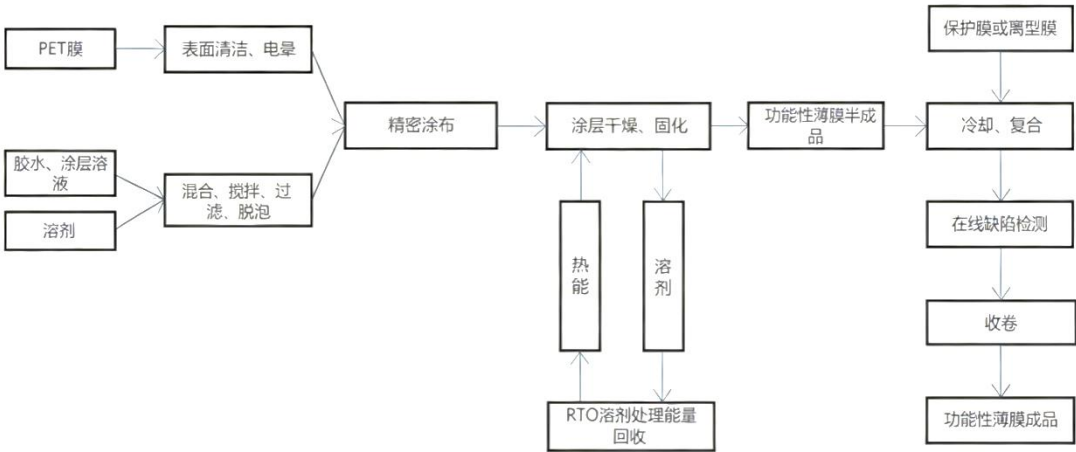 PET膜
表面清洁、电晕
胶水、涂层溶
液
溶剂
混合、搅拌、过
滤、脱泡
精密涂布
涂层干燥、固化
热
能
溶
剂
RTO溶剂处理能量
回收
功能性薄膜半成
品
保护膜或离型膜
冷却、复合
在线缺陷检测
收卷
功能性薄膜成品